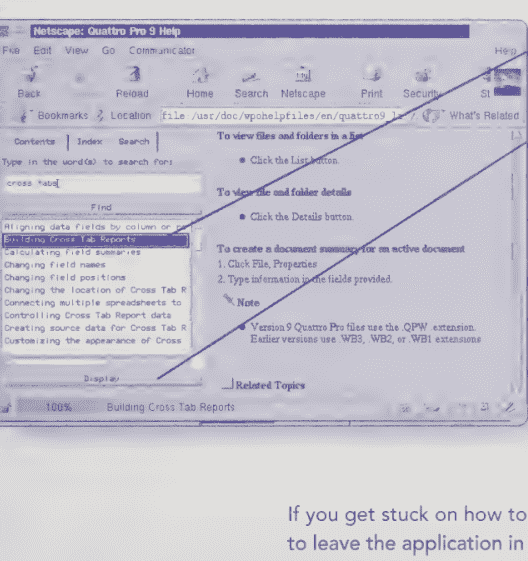 Netscape: Quattro Pro 9 Help
File Edit View Go Communicator Help
Back Reload Home Search Netscape Print Security
Bookmarks Location file /usr/doc/wpohelpfiles/en/quattro9 What's Related
Contents Index Search
Type in the word(s) to search for:
cross tabs
Find
Aligning data fields by column or
Building Cross Tab Reports
Calculating field summaries
Changing field names
Changing field positions
Changing the location of Cross Tab R
Connecting multiple spreadsheets to
Controlling Cross Tab Report data
Creating source data for Cross Tab R
Customizing the appearance of Cross
Display
To view files and folders in a list
Click the List button.
To view file and folder details
Click the Details button.
To create a document summary for an active document
1. Click File, Properties
2. Type information in the fields provided.
Note
Version 9 Quattro Pro files use the .QPW .extension.
Earlier versions use .WB3, .WB2, or .WB1 extensions
Related Topics
100% Building Cross Tab Reports
If you get stuck on how to
to leave the application in